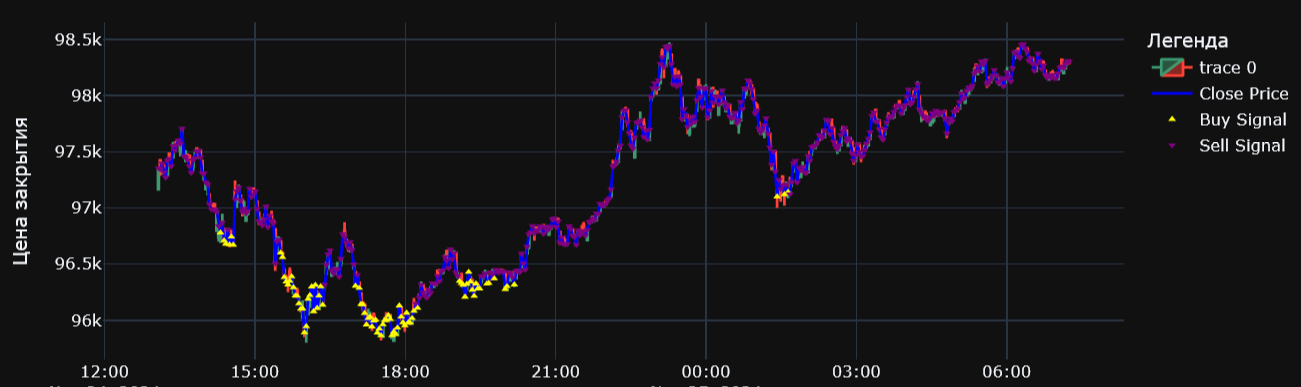 98.5k
98k
97.5k
97k
96.5k
96k
Цена закрытия
12:00
15:00
18:00
21:00
00:00
03:00
06:00
Легенда
trace 0
Close Price
Buy Signal
Sell Signal